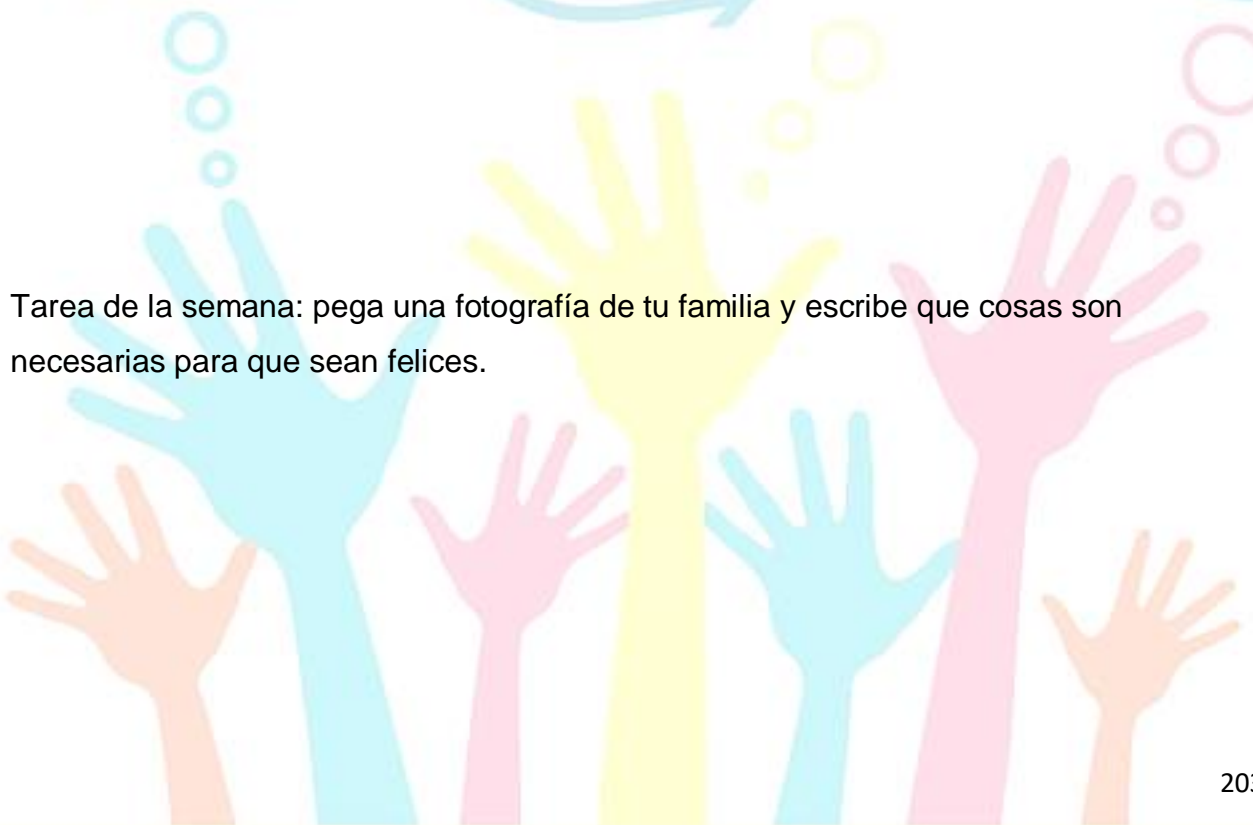 Tarea de la semana: pega una fotografía de tu familia y escribe que cosas son
necesarias para que sean felices.
203